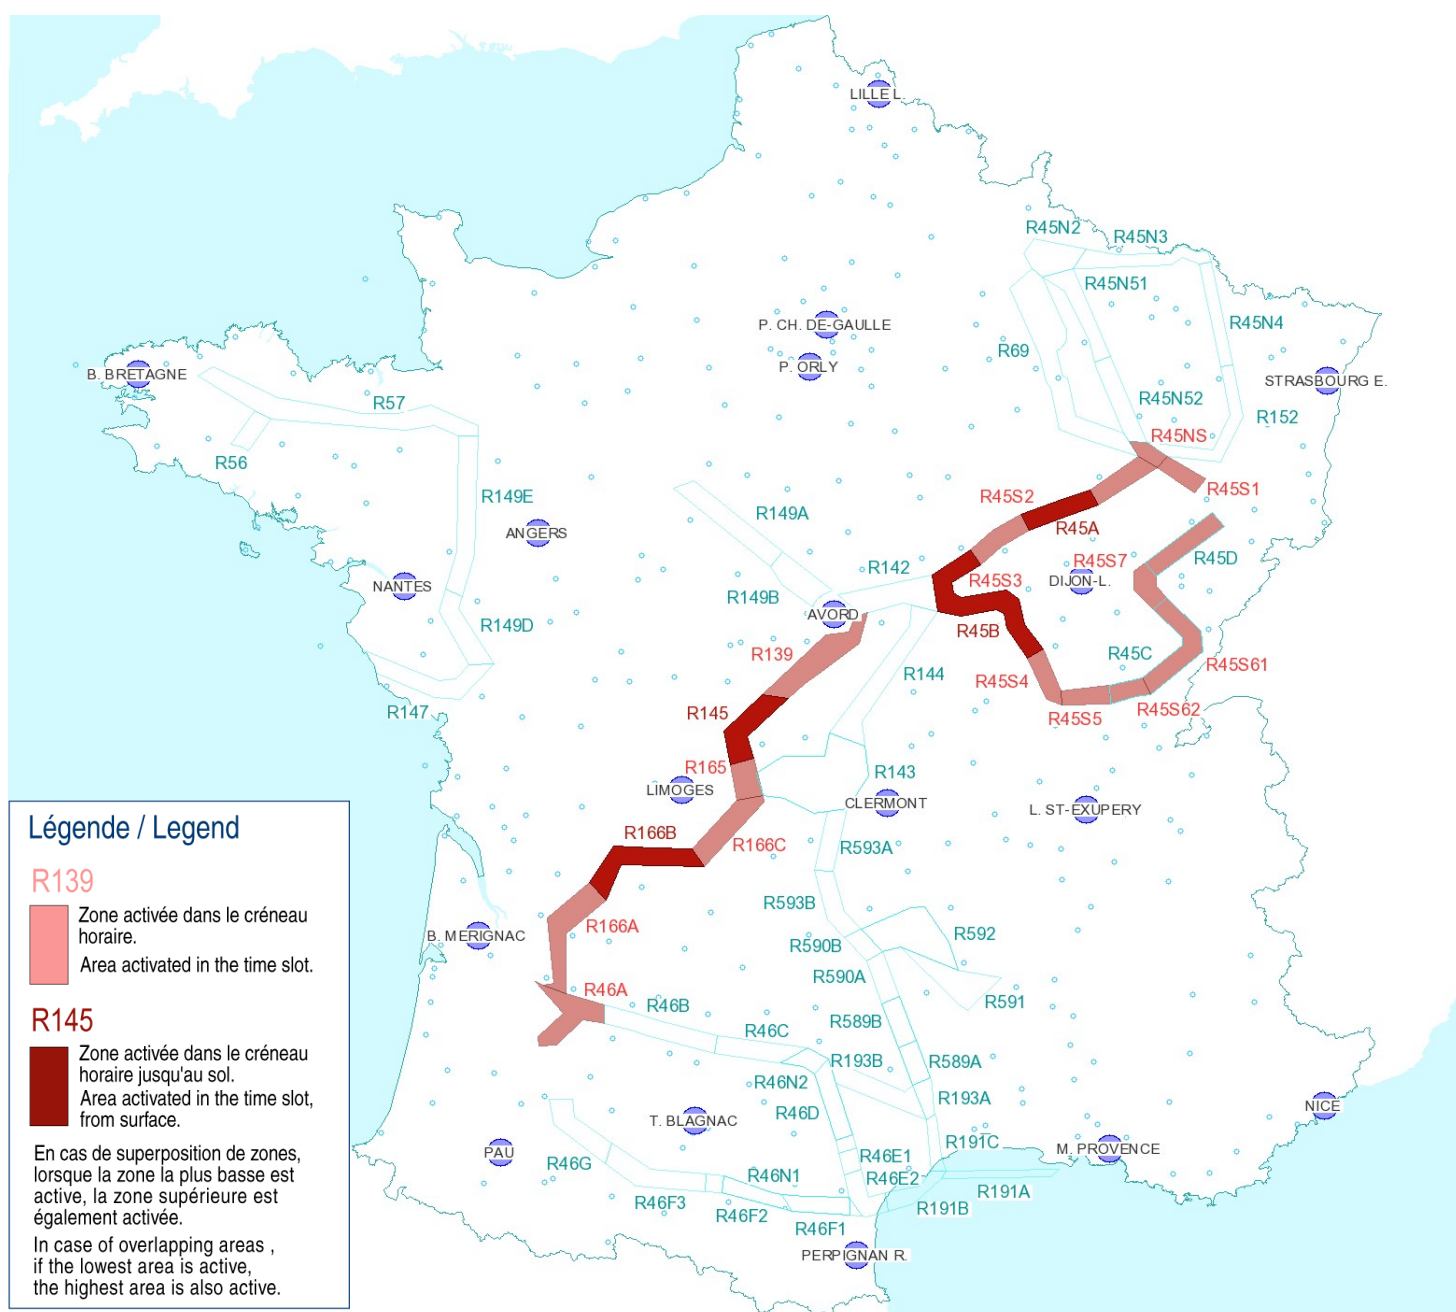 LILLE L.
R45N2
R45N3
R45N51
P. CH. DE-GAULLE
R45N4
R69
P. ORLY
B. BRETAGNE
STRASBOURG E.
R57
R45N52
R152
R45NS
R56
R149E
R45S1
R45S2
R149A
R45A
ANGERS
R45S7
R45D
R142
R45S3
DIJON-L.
NANTES
R149B
AVORD
R149D
R45B
R139
R45C
R45S61
R144
R45S4
R147
R145
R45S5
R45S62
R165
R143
LIMOGES
CLERMONT
L. ST-EXUPERY
R166B
R166C
R593A
R593B
R166A
B. MERIGNAC
R590B
R592
R590A
R591
R46A
R46B
R46C
R589B
R193B
R589A
R46N2
R193A
R46D
T. BLAGNAC
NICE
R191C
PAU
M. PROVENCE
R46G
R46E1
R46N1
R46E2
R191A
R46F3
R46F2
R191B
R46F1
PERPIGNAN R.
Légende / Legend
R139
Zone activée dans le créneau
horaire.
Area activated in the time slot.
R145
Zone activée dans le créneau
horaire jusqu'au sol.
Area activated in the time slot,
from surface.
En cas de superposition de zones,
lorsque la zone la plus basse est
active, la zone supérieure est
également activée.
In case of overlapping areas ,
if the lowest area is active,
the highest area is also active.